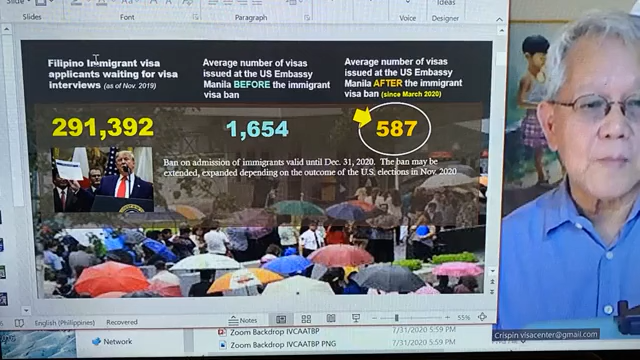 Slides
Font
Paragraph
Voice
Designer
Ideas
Filipino Immigrant visa
applicants waiting for visa
interviews (as of Nov. 2019)
291,392
Average number of visas
issued at the US Embassy
Manila BEFORE the immigrant
visa ban
1,654
Average number of visas
issued at the US Embassy
Manila AFTER the immigrant
visa ban (since March 2020)
587
Ban on admission of immigrants valid until Dec. 31, 2020. The ban may be
extended, expanded depending on the outcome of the U.S. elections in Nov. 2020
English (Philippines)
Recovered
Notes
55%
Crispin visacenter@gmail.com
Network
Zoom Backdrop IVCAATBP
7/31/2020 5:59 PM
Zoom Backdrop IVCAATBP PNG
7/31/2020 5:59 PM